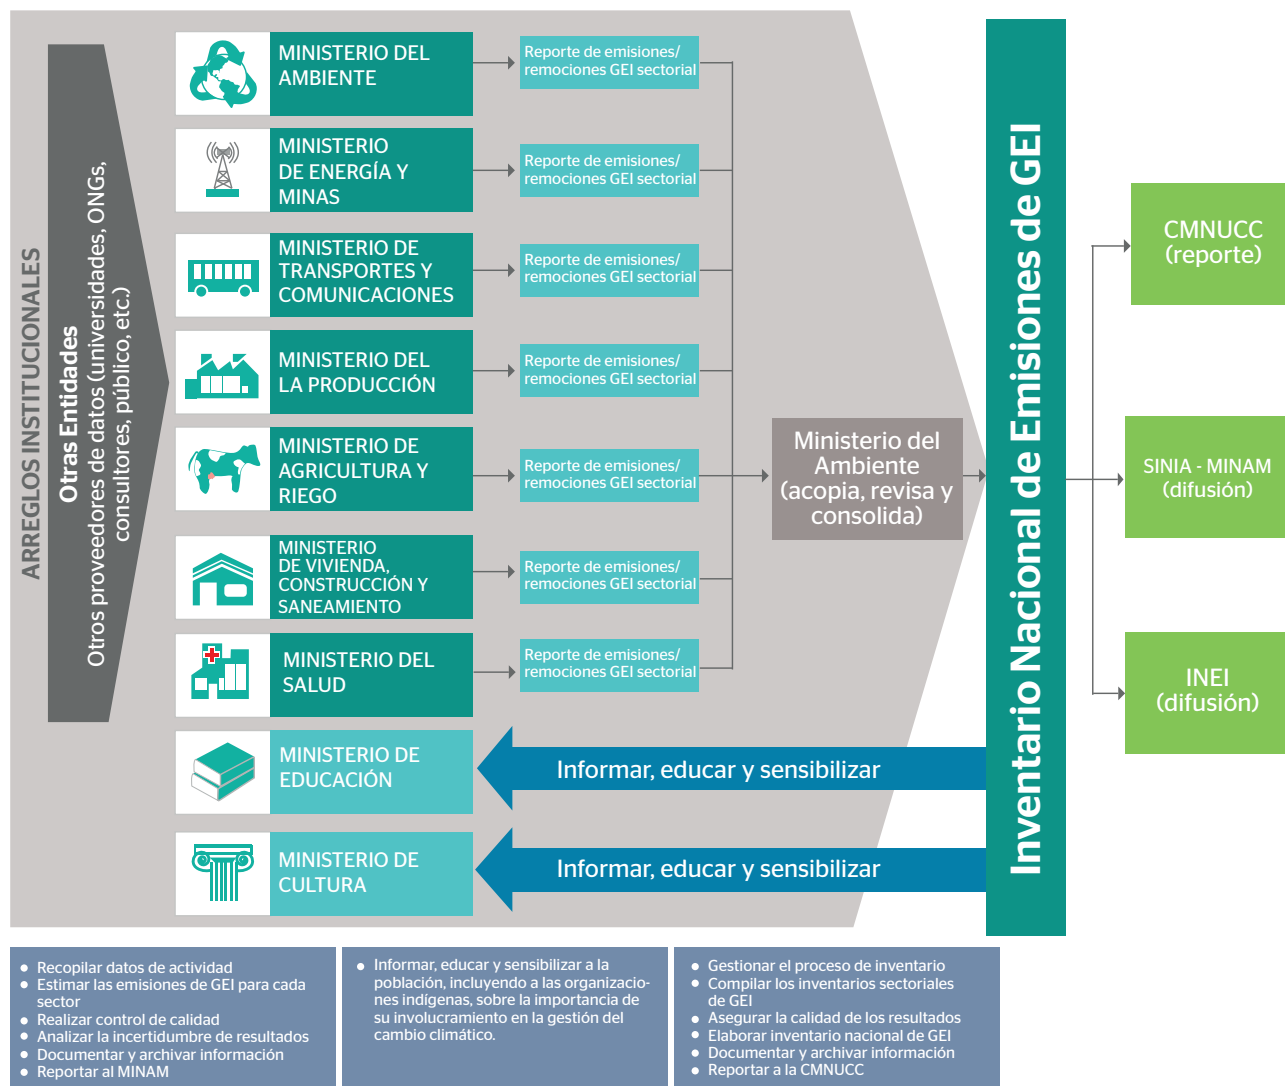 ARREGLOS INSTITUCIONALES
Otras Entidades
Otros proveedores de datos (universidades, ONGs,
consultores, público, etc.)
MINISTERIO DEL
AMBIENTE
Reporte de emisiones/
remociones GEI sectorial
MINISTERIO
DE ENERGÍA Y
MINAS
Reporte de emisiones/
remociones GEI sectorial
MINISTERIO DE
TRANSPORTES Y
COMUNICACIONES
Reporte de emisiones/
remociones GEI sectorial
MINISTERIO DEL
LA PRODUCCIÓN
Reporte de emisiones/
remociones GEI sectorial
MINISTERIO DE
AGRICULTURA Y
RIEGO
Reporte de emisiones/
remociones GEI sectorial
MINISTERIO
DE VIVIENDA,
CONSTRUCCIÓN Y
SANEAMIENTO
Reporte de emisiones/
remociones GEI sectorial
MINISTERIO DEL
SALUD
Reporte de emisiones/
remociones GEI sectorial
MINISTERIO DE
EDUCACIÓN
Informar, educar y sensibilizar
MINISTERIO DE
CULTURA
Informar, educar y sensibilizar
Ministerio del
Ambiente
(acopia, revisa y
consolida)
Inventario Nacional de Emisiones de GEI
CMNUCC
(reporte)
SINIA - MINAM
(difusión)
INEI
(difusión)
• Recopilar datos de actividad
• Estimar las emisiones de GEI para cada
sector
• Realizar control de calidad
• Analizar la incertidumbre de resultados
• Documentar y archivar información
• Reportar al MINAM
• Informar, educar y sensibilizar a la
población, incluyendo a las organizacio-
nes indígenas, sobre la importancia de
su involucramiento en la gestión del
cambio climático.
• Gestionar el proceso de inventario
• Compilar los inventarios sectoriales
de GEI
• Asegurar la calidad de los resultados
• Elaborar inventario nacional de GEI
• Documentar y archivar información
• Reportar a la CMNUCC